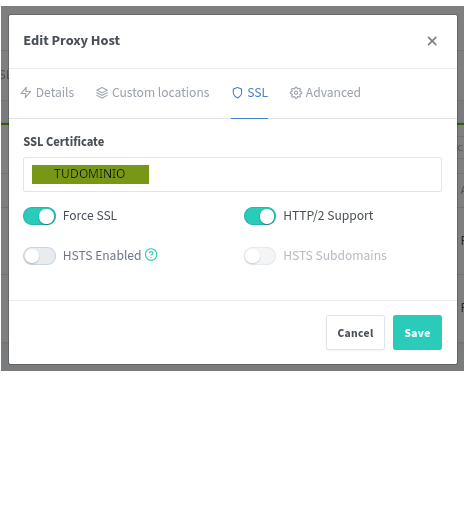 Edit Proxy Host
Details
Custom locations
SSL
Advanced
SSL Certificate
TUDOMINIO
Force SSL
HTTP/2 Support
HSTS Enabled
HSTS Subdomains
Cancel
Save